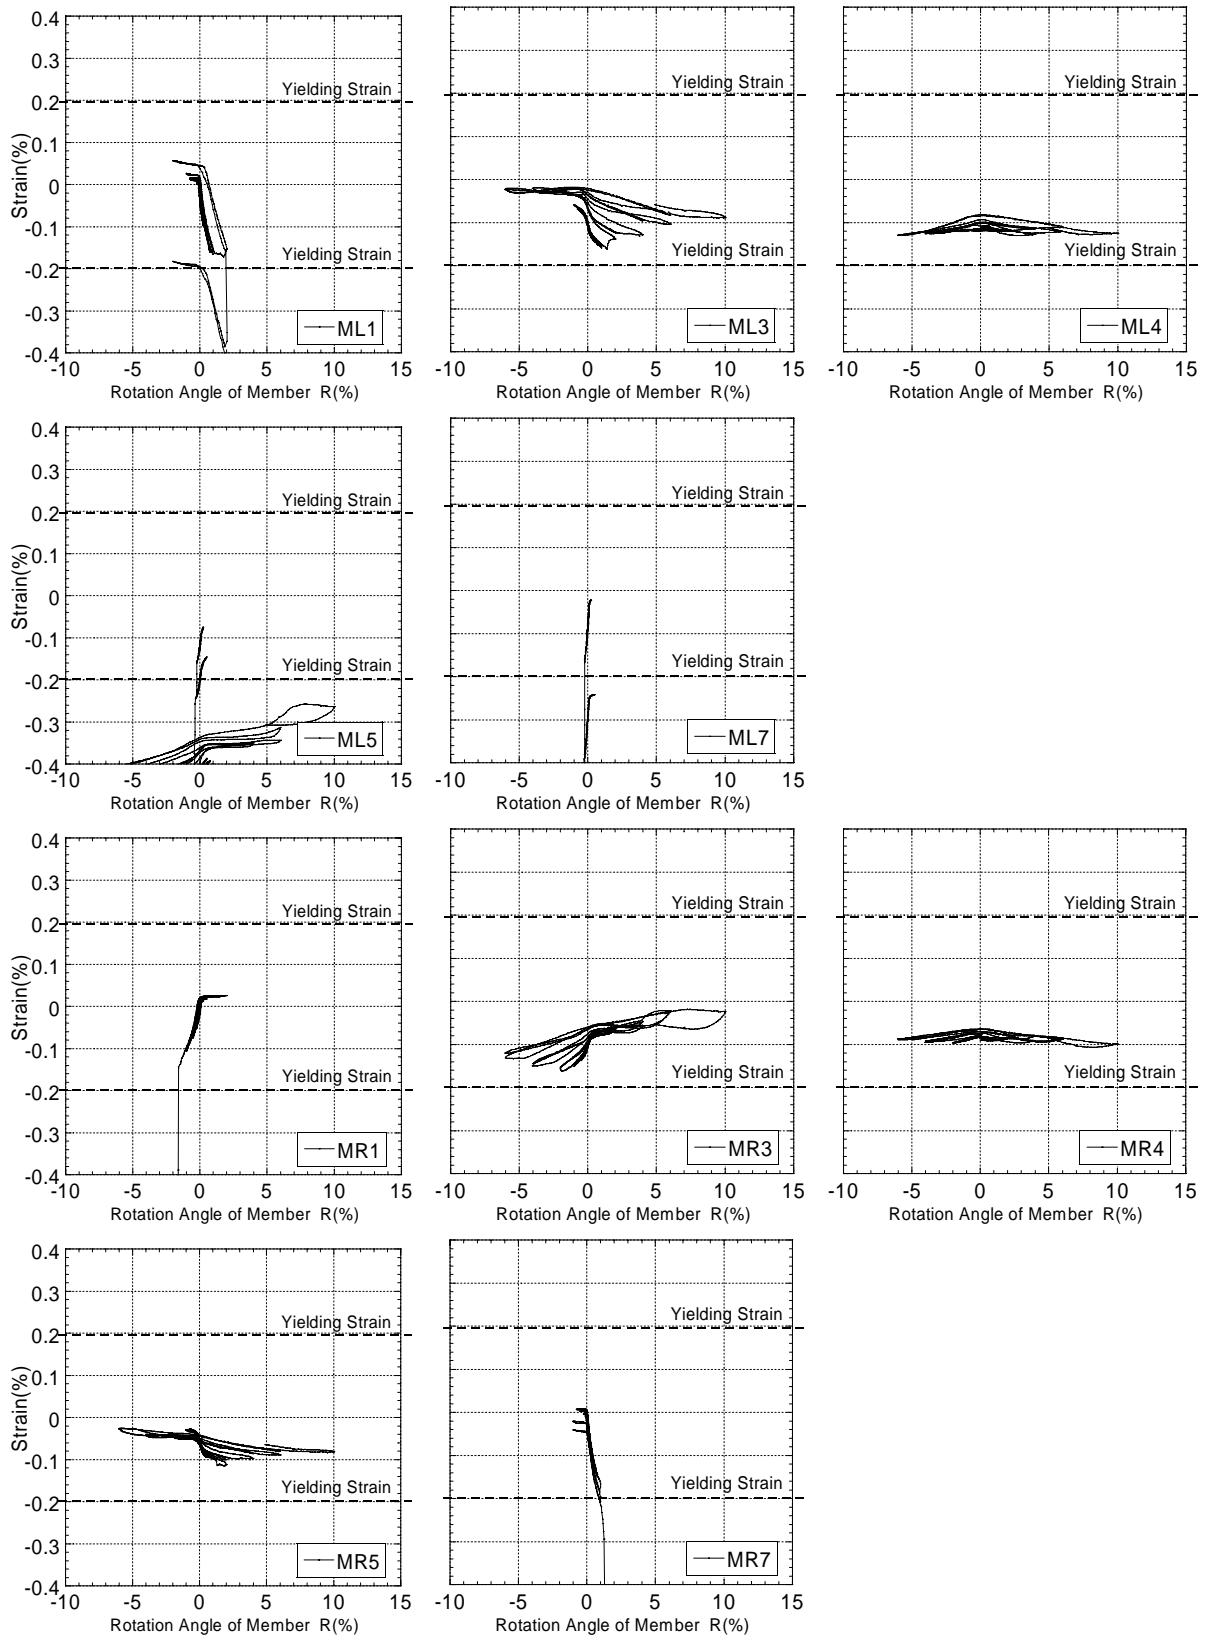 0.4
0.3
0.2
0.1
0
-0.1
-0.2
-0.3
-0.4
Strain(%)
Yielding Strain
Yielding Strain
ML1
-10 -5 0 5 10 15
Rotation Angle of Member R(%)
Yielding Strain
Yielding Strain
ML3
-10 -5 0 5 10 15
Rotation Angle of Member R(%)
Yielding Strain
Yielding Strain
ML4
-10 -5 0 5 10 15
Rotation Angle of Member R(%)
0.4
0.3
0.2
0.1
0
-0.1
-0.2
-0.3
-0.4
Strain(%)
Yielding Strain
Yielding Strain
ML5
-10 -5 0 5 10 15
Rotation Angle of Member R(%)
Yielding Strain
Yielding Strain
ML7
-10 -5 0 5 10 15
Rotation Angle of Member R(%)
0.4
0.3
0.2
0.1
0
-0.1
-0.2
-0.3
-0.4
Strain(%)
Yielding Strain
Yielding Strain
MR1
-10 -5 0 5 10 15
Rotation Angle of Member R(%)
Yielding Strain
Yielding Strain
MR3
-10 -5 0 5 10 15
Rotation Angle of Member R(%)
Yielding Strain
Yielding Strain
MR4
-10 -5 0 5 10 15
Rotation Angle of Member R(%)
0.4
0.3
0.2
0.1
0
-0.1
-0.2
-0.3
-0.4
Strain(%)
Yielding Strain
Yielding Strain
MR5
-10 -5 0 5 10 15
Rotation Angle of Member R(%)
Yielding Strain
Yielding Strain
MR7
-10 -5 0 5 10 15
Rotation Angle of Member R(%)